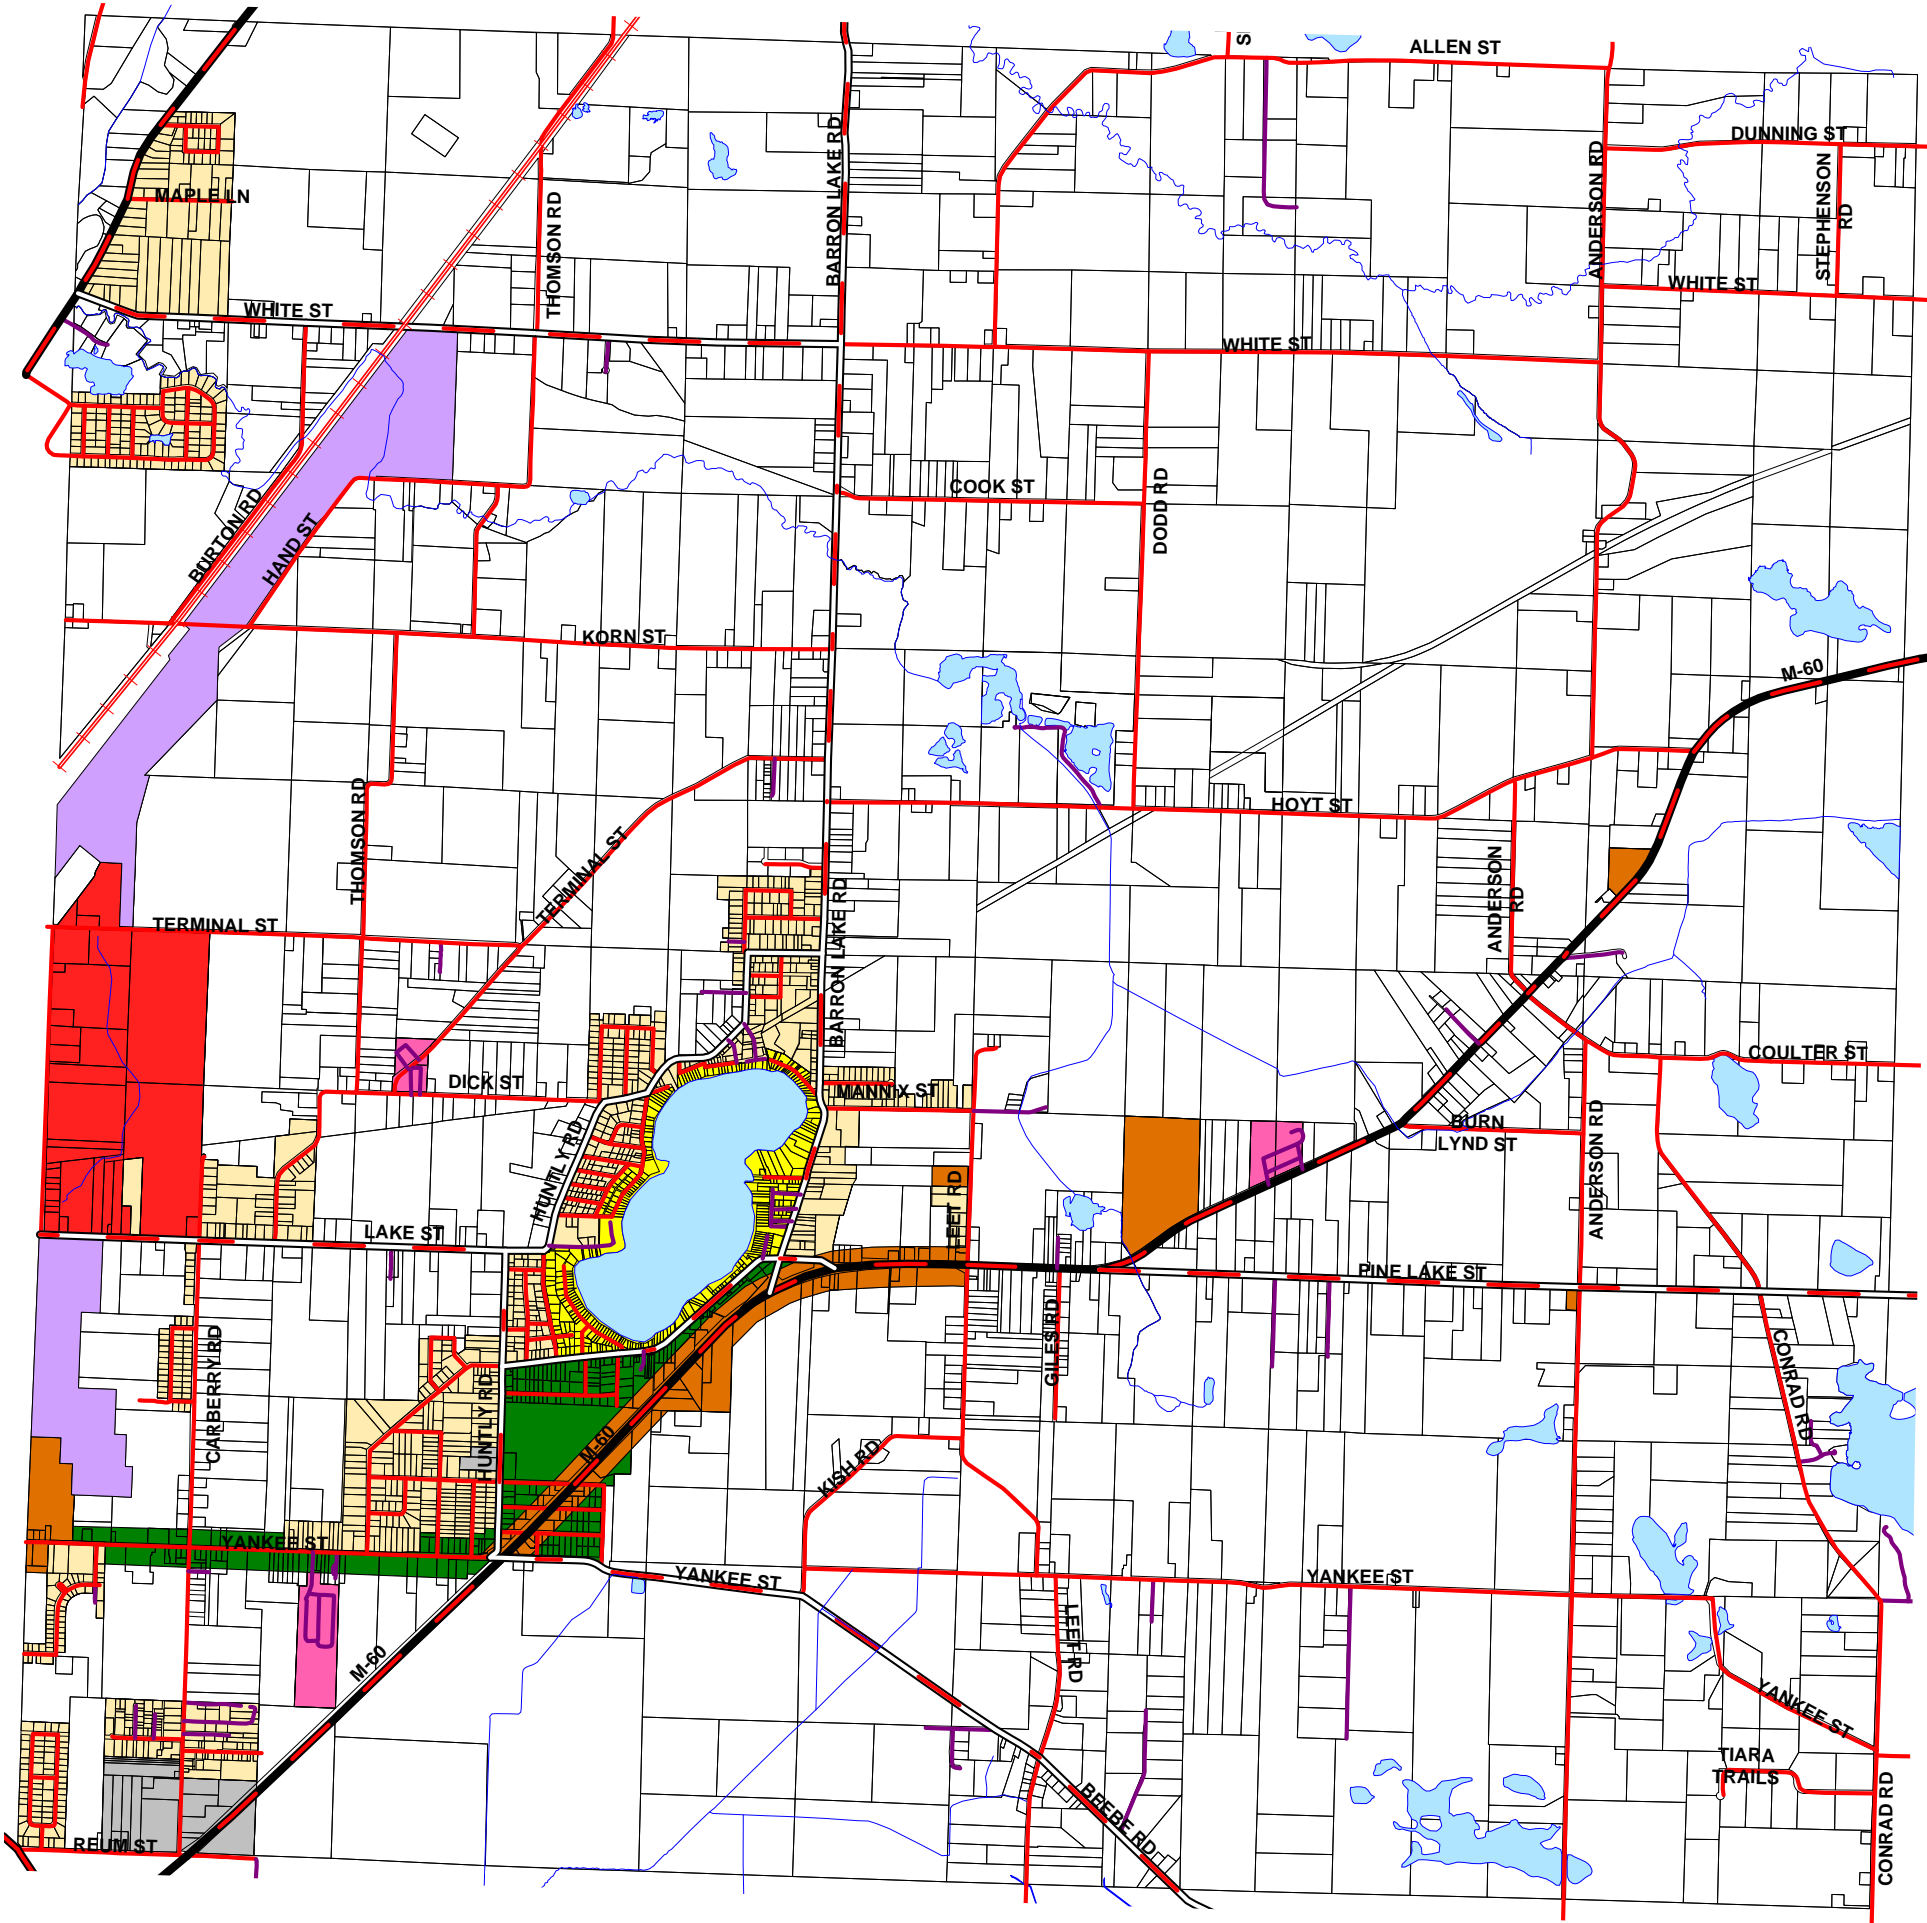 S
ALLEN ST
DUNNING ST
MAPLE LN
BARRON LAKE RD
ANDERSON RD
STEPHENSON
RD
THOMSON RD
WHITE ST
WHITE ST
WHITE ST
COOK ST
DODD RD
BURTON RD
HAND ST
KORN ST
M-60
THOMSON RD
HOYT ST
TERMINAL ST
ANDERSON
RD
TERMINAL ST
BARRON LAKE RD
COULTER ST
DICK ST
MANNIX ST
BURN
LYND ST
HUNTLY RD
ANDERSON RD
LEET RD
LAKE ST
PINE LAKE ST
GILES RD
CARBERRY RD
CONRAD RD
HUNTLY RD
M-60
KISH RD
YANKEE ST
YANKEE ST
YANKEE ST
LEET RD
M-60
YANKEE ST
TIARA
TRAILS
BEEBE RD
CONRAD RD
REUM ST